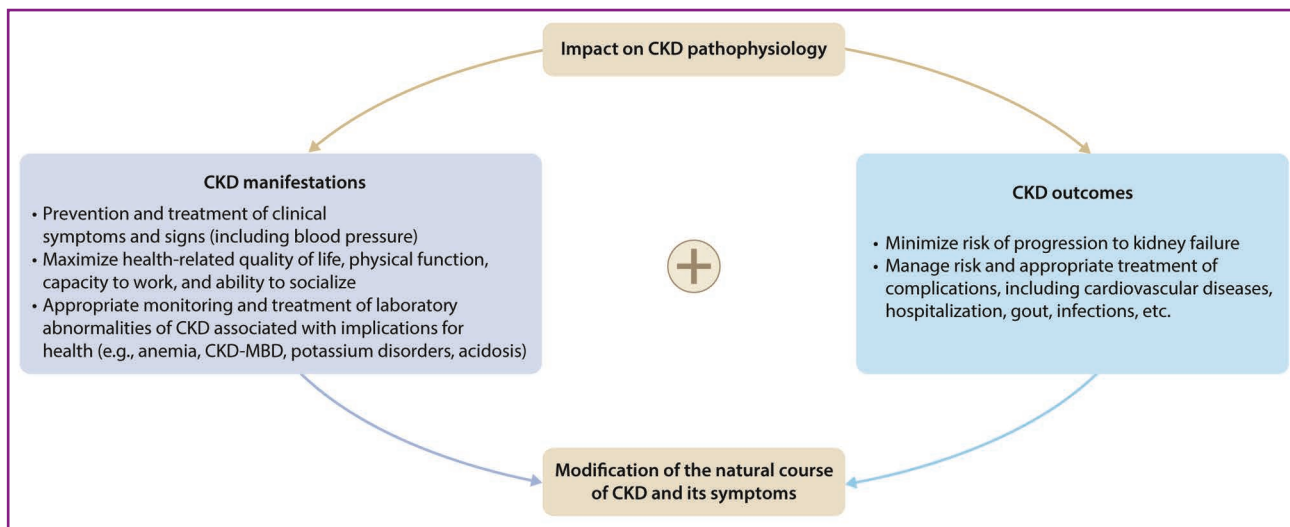 Impact on CKD pathophysiology
CKD manifestations
• Prevention and treatment of clinical
symptoms and signs (including blood pressure)
• Maximize health-related quality of life, physical function,
capacity to work, and ability to socialize
• Appropriate monitoring and treatment of laboratory
abnormalities of CKD associated with implications for
health (e.g., anemia, CKD-MBD, potassium disorders, acidosis)
CKD outcomes
• Minimize risk of progression to kidney failure
• Manage risk and appropriate treatment of
complications, including cardiovascular diseases,
hospitalization, gout, infections, etc.
Modification of the natural course
of CKD and its symptoms